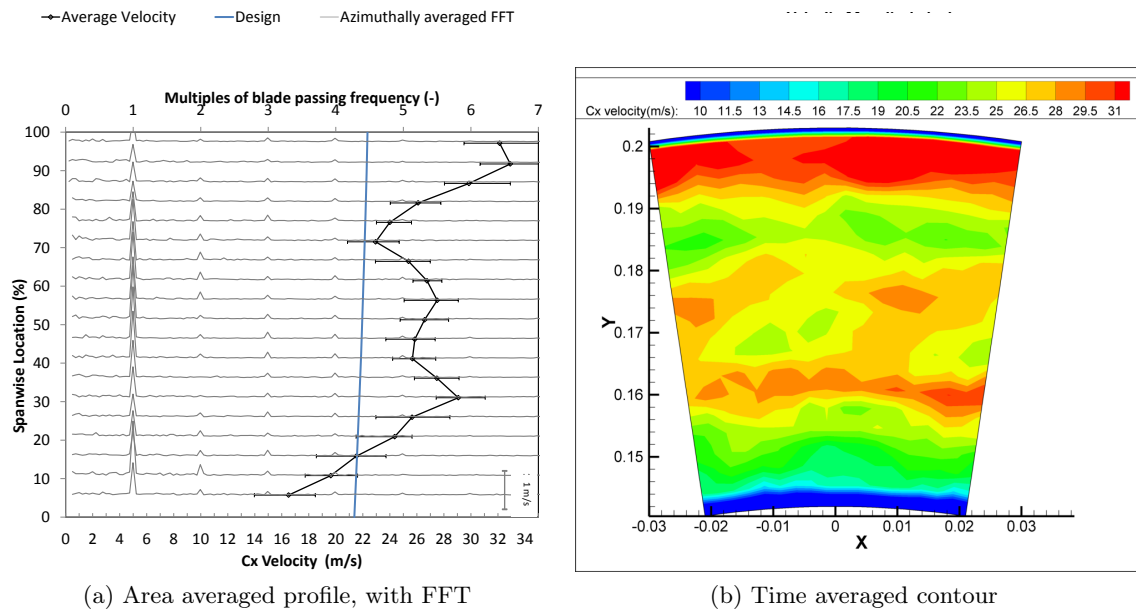 Average Velocity Design Azimuthally averaged FFT
Multiples of blade passing frequency (-)
0 1 2 3 4 5 6 7
100
90
80
70
60
50
40
30
20
10
0
Spanwise Location (%)
1 m/s
0 2 4 6 8 10 12 14 16 18 20 22 24 26 28 30 32 34
Cx Velocity (m/s)
(a) Area averaged profile, with FFT
Cx velocity(m/s): 10 11.5 13 14.5 16 17.5 19 20.5 22 23.5 25 26.5 28 29.5 31
0.2
0.19
0.18
0.17
0.16
0.15
Y
-0.03 -0.02 -0.01 0 0.01 0.02 0.03
X
(b) Time averaged contour